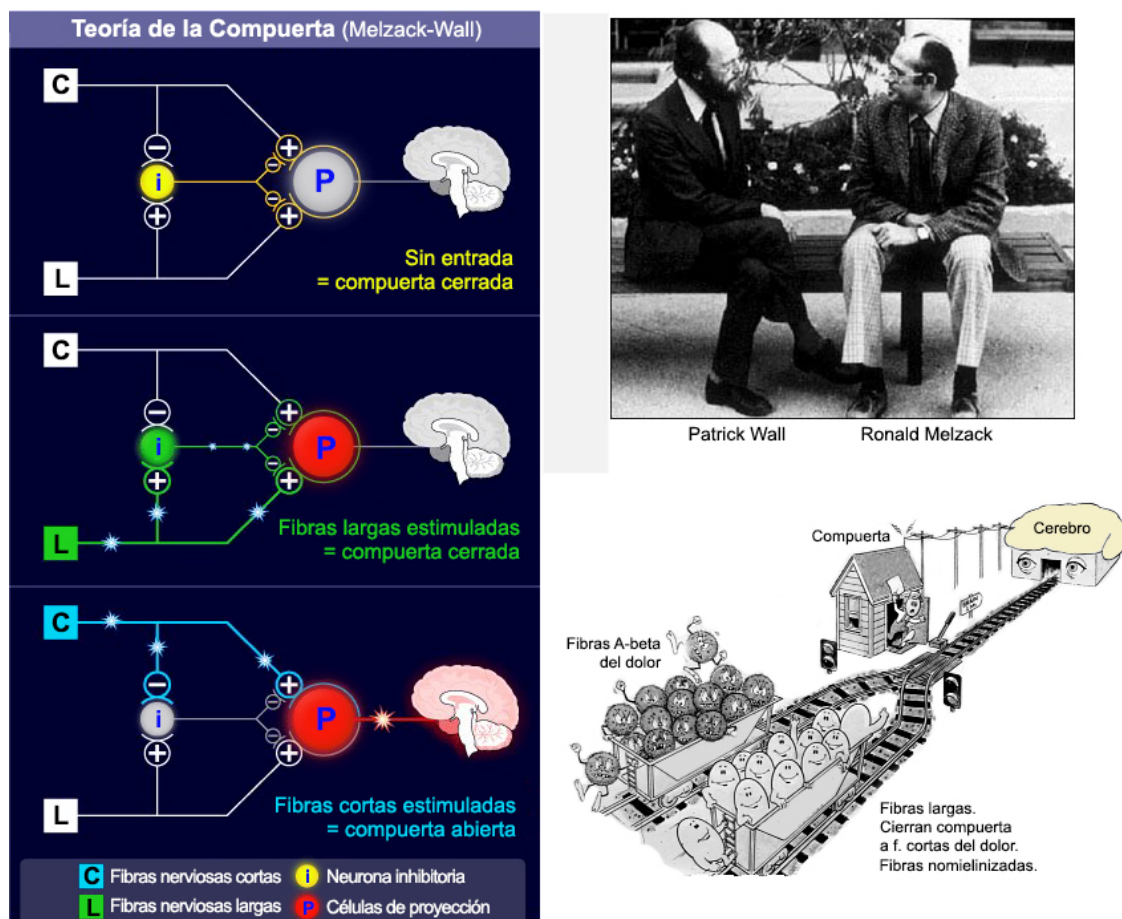 Teoría de la Compuerta (Melzack-Wall)
C
i
P
L
Sin entrada
= compuerta cerrada
C
i
P
L
Fibras largas estimuladas
= compuerta cerrada
C
i
P
L
Fibras cortas estimuladas
= compuerta abierta
C Fibras nerviosas cortas i Neurona inhibitoria
L Fibras nerviosas largas P Células de proyección
Patrick Wall Ronald Melzack
Cerebro
Compuerta
Fibras A-beta
del dolor
Fibras largas.
Cierran compuerta
a f. cortas del dolor.
Fibras nomielinizadas.